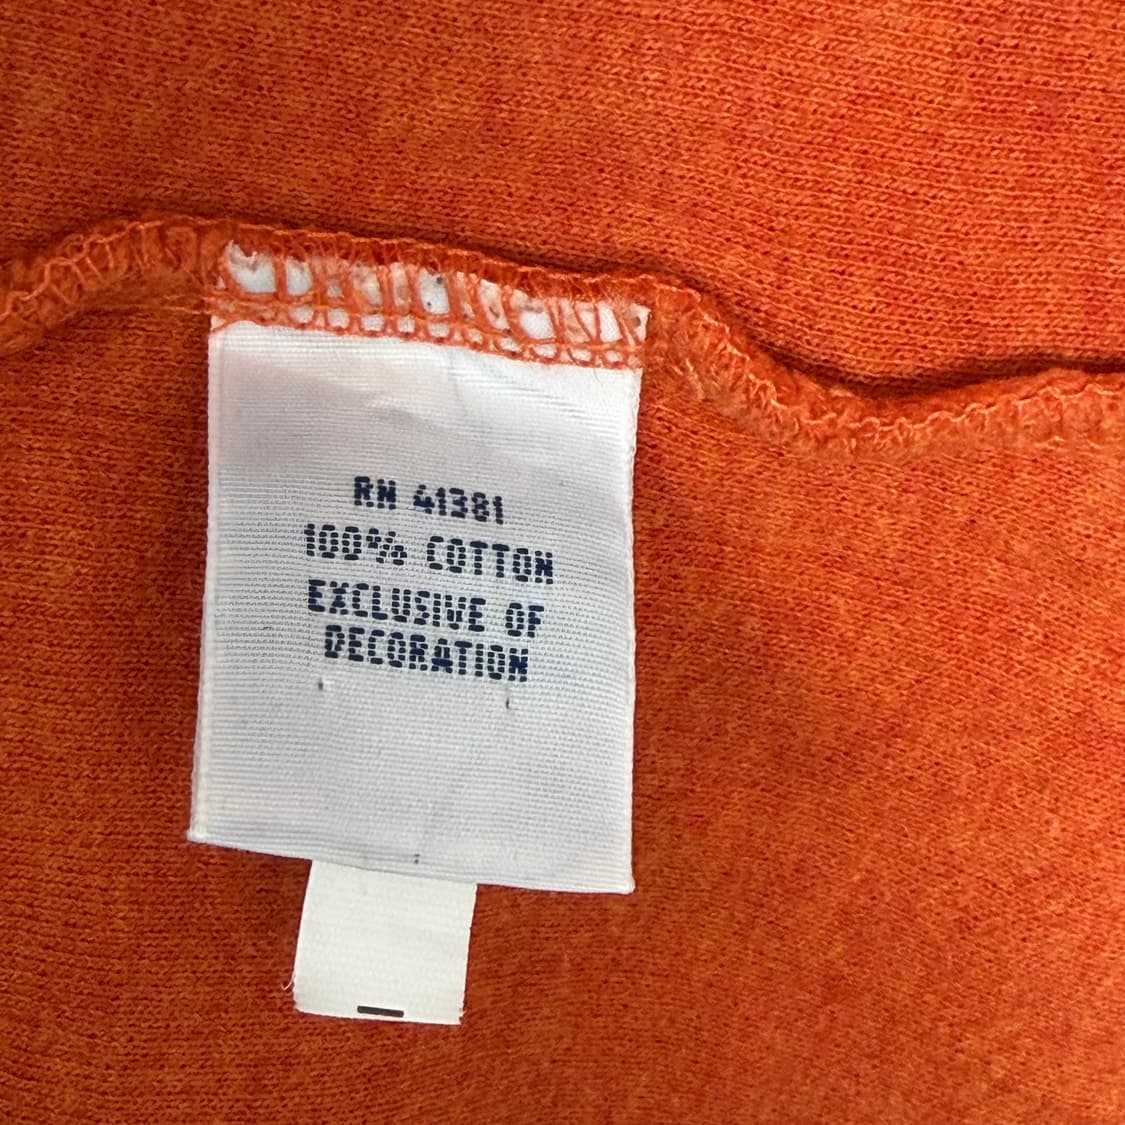 RN 41381
100% COTTON
EXCLUSIVE OF
DECORATION